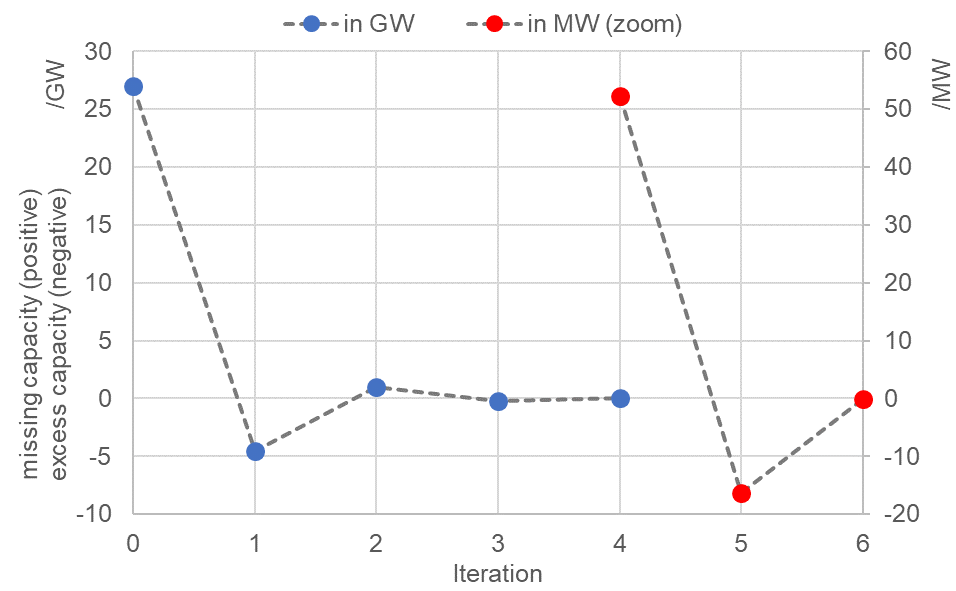 in GW
in MW (zoom)
/GW
missing capacity (positive)
excess capacity (negative)
30
25
20
15
10
5
0
-5
-10
60
50
40
30
20
10
0
-10
-20
/MW
0 1 2 3 4 5 6
Iteration